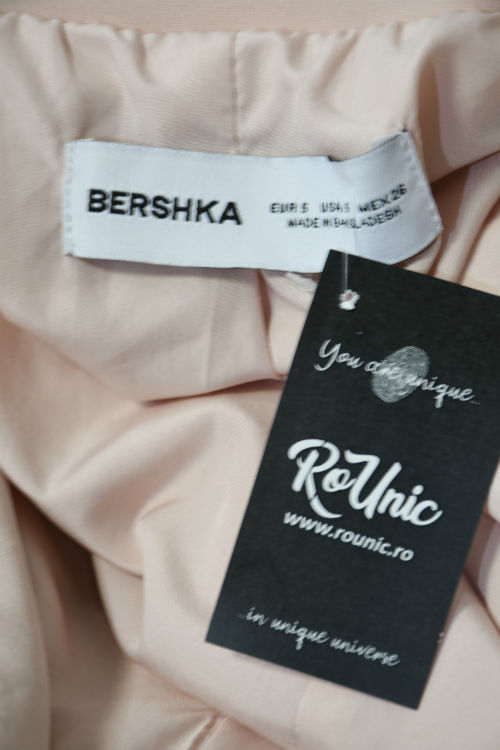 BERSHKA
EUR S USA S MEX 26
MADE IN BANGLADESH
You are unique...
RoUnic
www.rounic.ro
...in unique universe